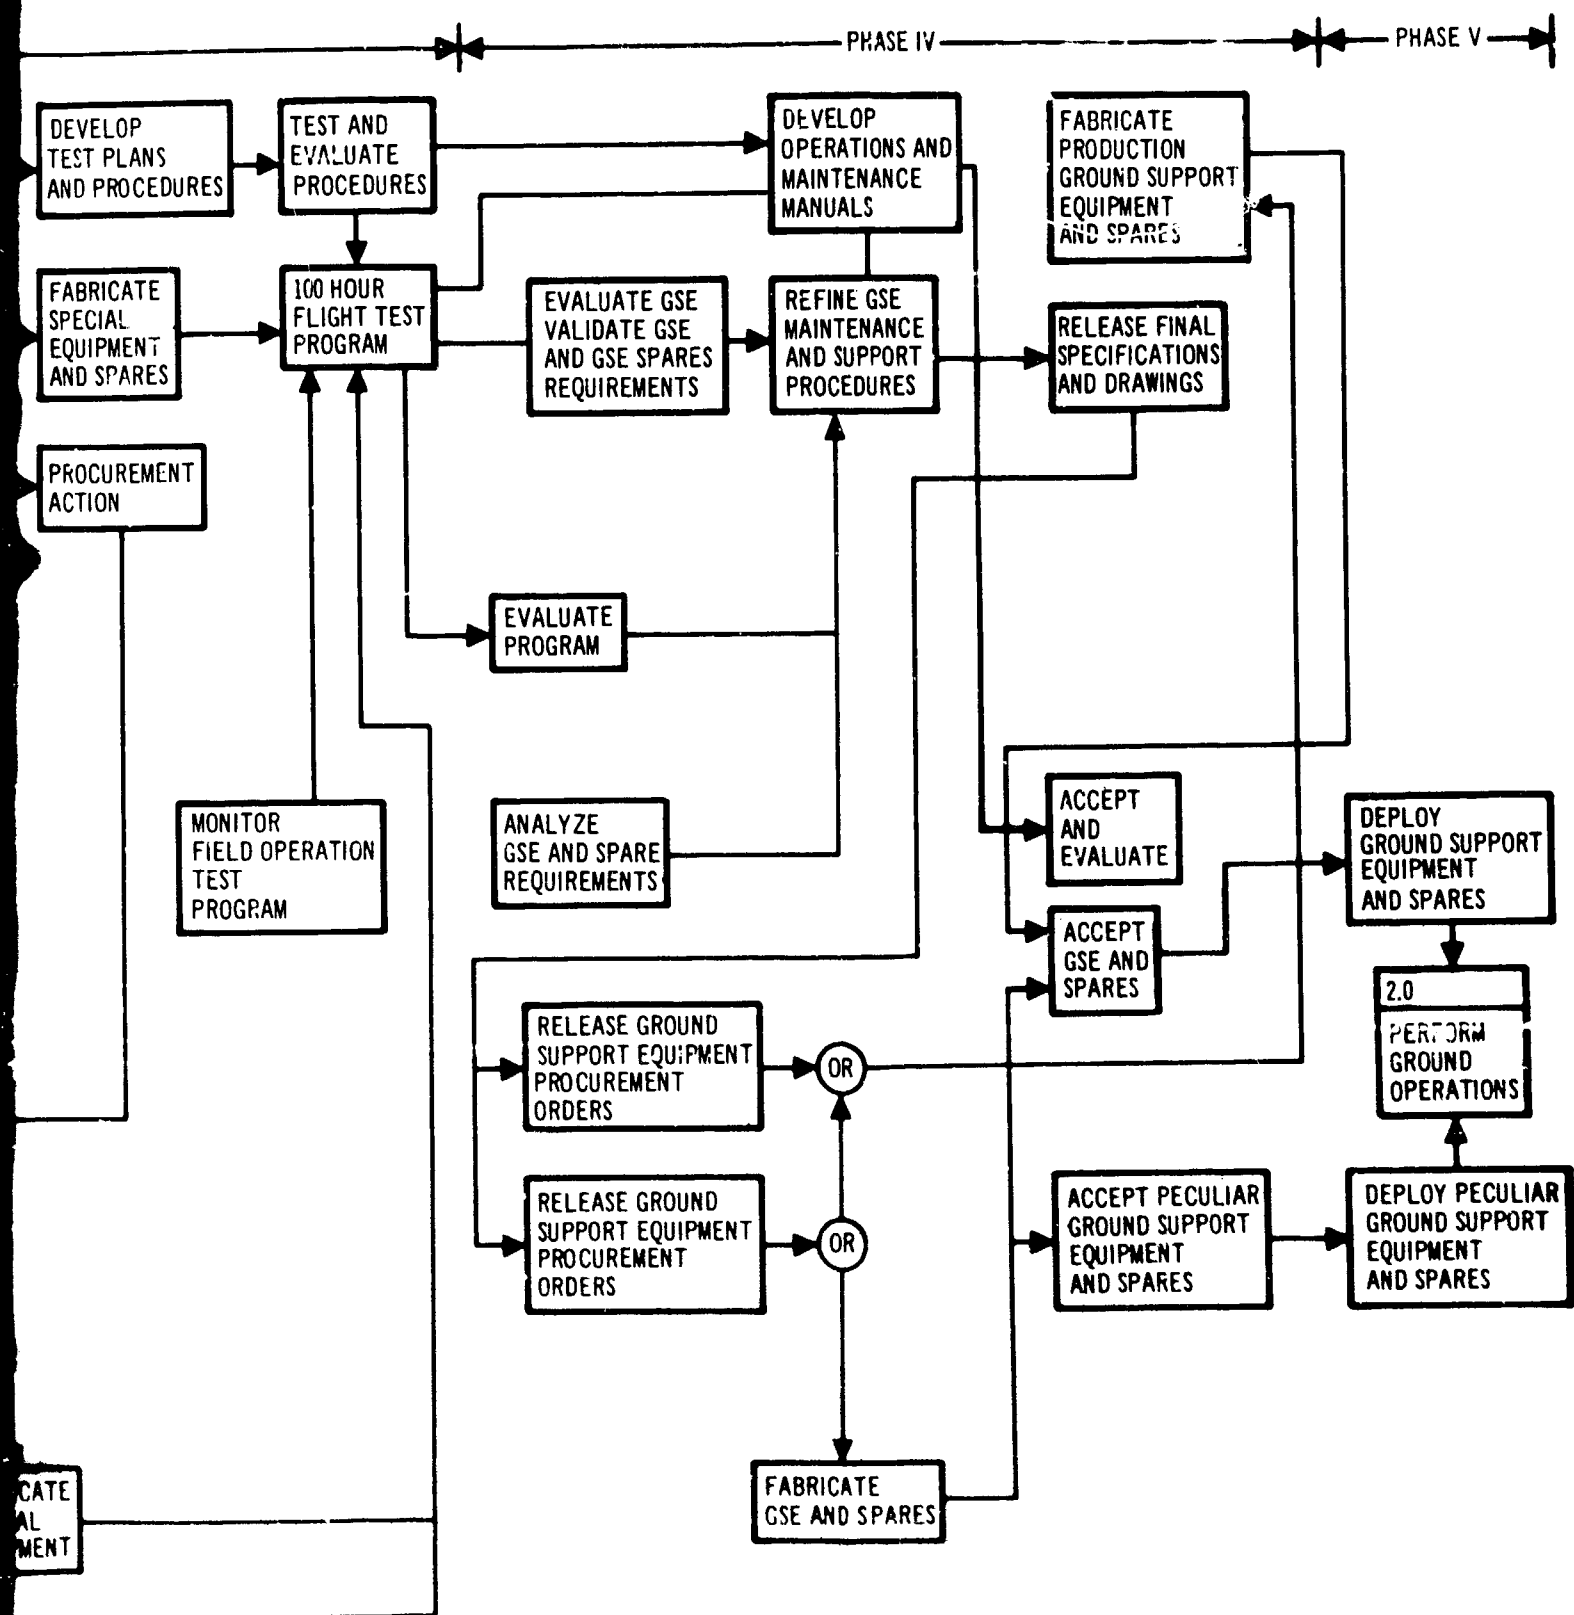 PHASE IV
PHASE V
DEVELOP
TEST PLANS
AND PROCEDURES
TEST AND
EVALUATE
PROCEDURES
DEVELOP
OPERATIONS AND
MAINTENANCE
MANUALS
FABRICATE
PRODUCTION
GROUND SUPPORT
EQUIPMENT
AND SPARES
FABRICATE
SPECIAL
EQUIPMENT
AND SPARES
100 HOUR
FLIGHT TEST
PROGRAM
EVALUATE GSE
VALIDATE GSE
AND GSE SPARES
REQUIREMENTS
REFINE GSE
MAINTENANCE
AND SUPPORT
PROCEDURES
RELEASE FINAL
SPECIFICATIONS
AND DRAWINGS
PROCUREMENT
ACTION
EVALUATE
PROGRAM
MONITOR
FIELD OPERATION
TEST
PROGRAM
ANALYZE
GSE AND SPARE
REQUIREMENTS
ACCEPT
AND
EVALUATE
DEPLOY
GROUND SUPPORT
EQUIPMENT
AND SPARES
ACCEPT
GSE AND
SPARES
2.0
PERFORM
GROUND
OPERATIONS
RELEASE GROUND
SUPPORT EQUIPMENT
PROCUREMENT
ORDERS
OR
RELEASE GROUND
SUPPORT EQUIPMENT
PROCUREMENT
ORDERS
OR
ACCEPT PECULIAR
GROUND SUPPORT
EQUIPMENT
AND SPARES
DEPLOY PECULIAR
GROUND SUPPORT
EQUIPMENT
AND SPARES
FABRICATE
GSE AND SPARES
CATE
AL
MENT